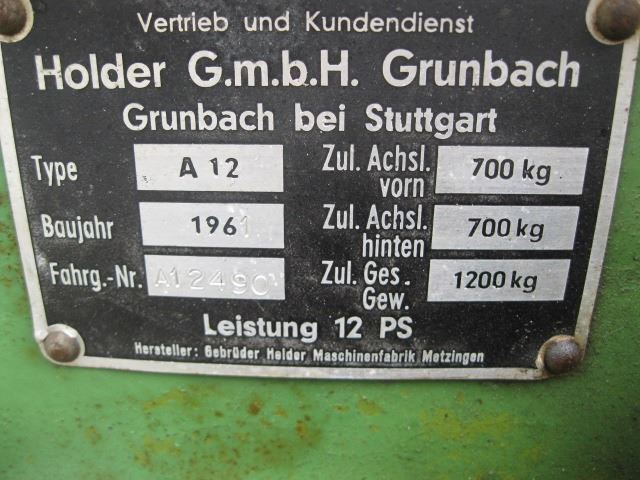 Vertrieb und Kundendienst
Holder G.m.b.H. Grunbach
Grunbach bei Stuttgart
Type A 12 Zul. Achsl. vorn 700 kg
Baujahr 1961 Zul. Achsl. hinten 700 kg
Fahrg.-Nr. Zul. Ges. Gew. 1200 kg
Leistung 12 PS
Hersteller: Gebrüder Holder Maschinenfabrik Metzingen